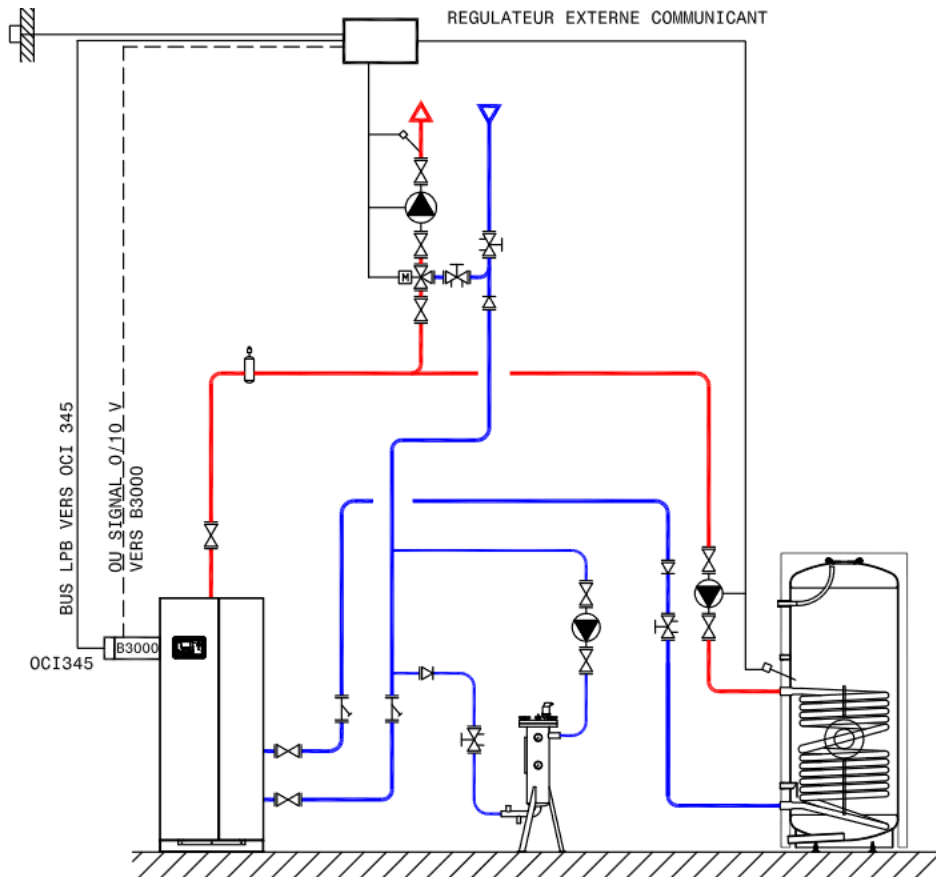 REGULATEUR EXTERNE COMMUNICANT
M
BUS LPB VERS OCI 345
OU SIGNAL 0/10 V
VERS B3000
B3000
OCI345